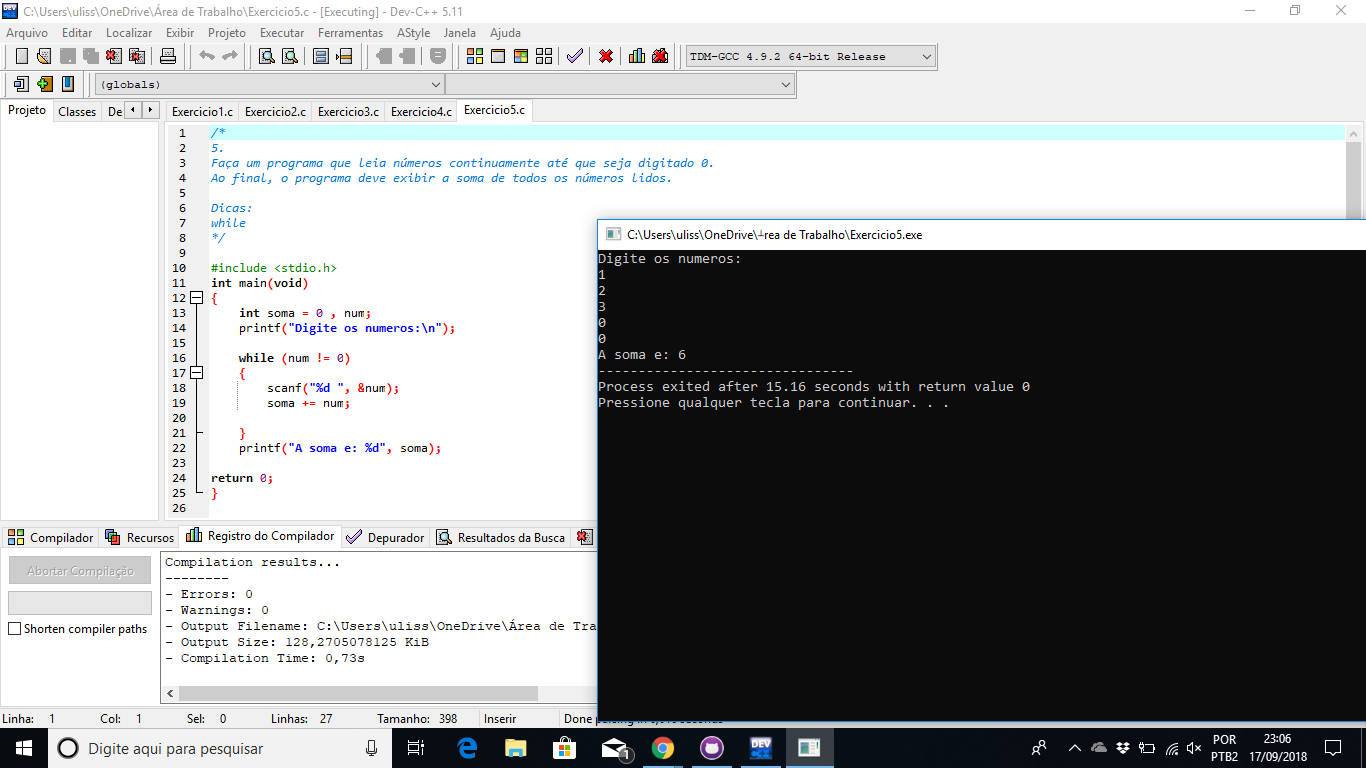 C:\Users\uliss\OneDrive\Área de Trabalho\Exercicio5.c - [Executing] - Dev-C++ 5.11
Arquivo Editar Localizar Exibir Projeto Executar Ferramentas AStyle Janela Ajuda
TDM-GCC 4.9.2 64-bit Release
(globals)
Projeto Classes De
Exercicio1.c Exercicio2.c Exercicio3.c Exercicio4.c Exercicio5.c
1 /*
2 5.
3 Faça um programa que leia números continuamente até que seja digitado 0.
4 Ao final, o programa deve exibir a soma de todos os números lidos.
5
6 Dicas:
7 while
8 */
9
10 #include <stdio.h>
11 int main(void)
12 {
13 int soma = 0 , num;
14 printf("Digite os numeros:\n");
15
16 while (num != 0)
17 {
18 scanf("%d ", &num);
19 soma += num;
20
21 }
22 printf("A soma e: %d", soma);
23
24 return 0;
25 }
26
C:\Users\uliss\OneDrive\┴rea de Trabalho\Exercicio5.exe
Digite os numeros:
1
2
3
0
0
A soma e: 6
--------------------------------
Process exited after 15.16 seconds with return value 0
Pressione qualquer tecla para continuar. . .
Compilador Recursos Registro do Compilador Depurador Resultados da Busca
Abortar Compilação
Shorten compiler paths
Compilation results...
--------
- Errors: 0
- Warnings: 0
- Output Filename: C:\Users\uliss\OneDrive\Área de Tra
- Output Size: 128,2705078125 KiB
- Compilation Time: 0,73s
Linha: 1 Col: 1 Sel: 0 Linhas: 27 Tamanho: 398 Inserir Done
Digite aqui para pesquisar
1
DEV
POR
PTB2
23:06
17/09/2018